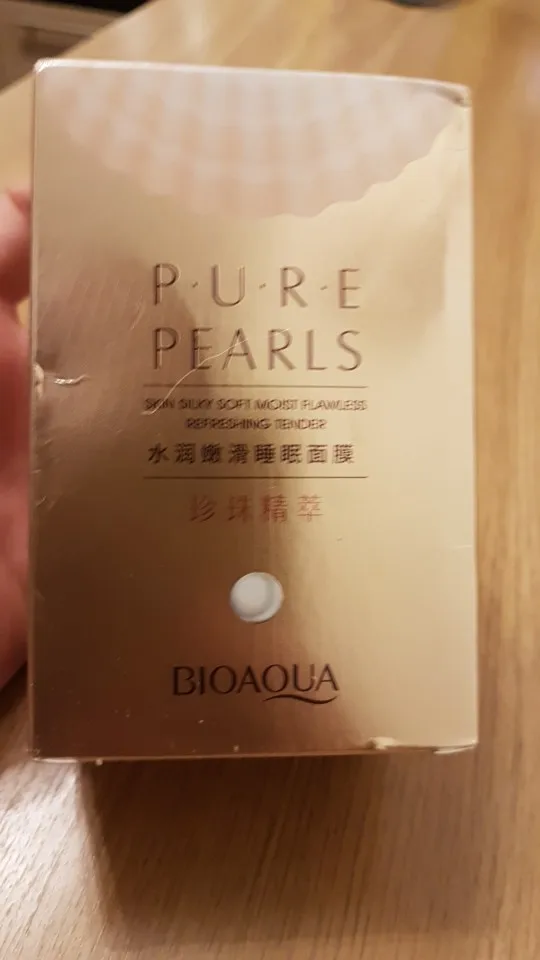 P·U·R·E
PEARLS
SKIN SILKY SOFT MOIST FLAWLESS
REFRESHING TENDER
水润嫩滑睡眠面膜
珍珠精萃
BIOAQUA